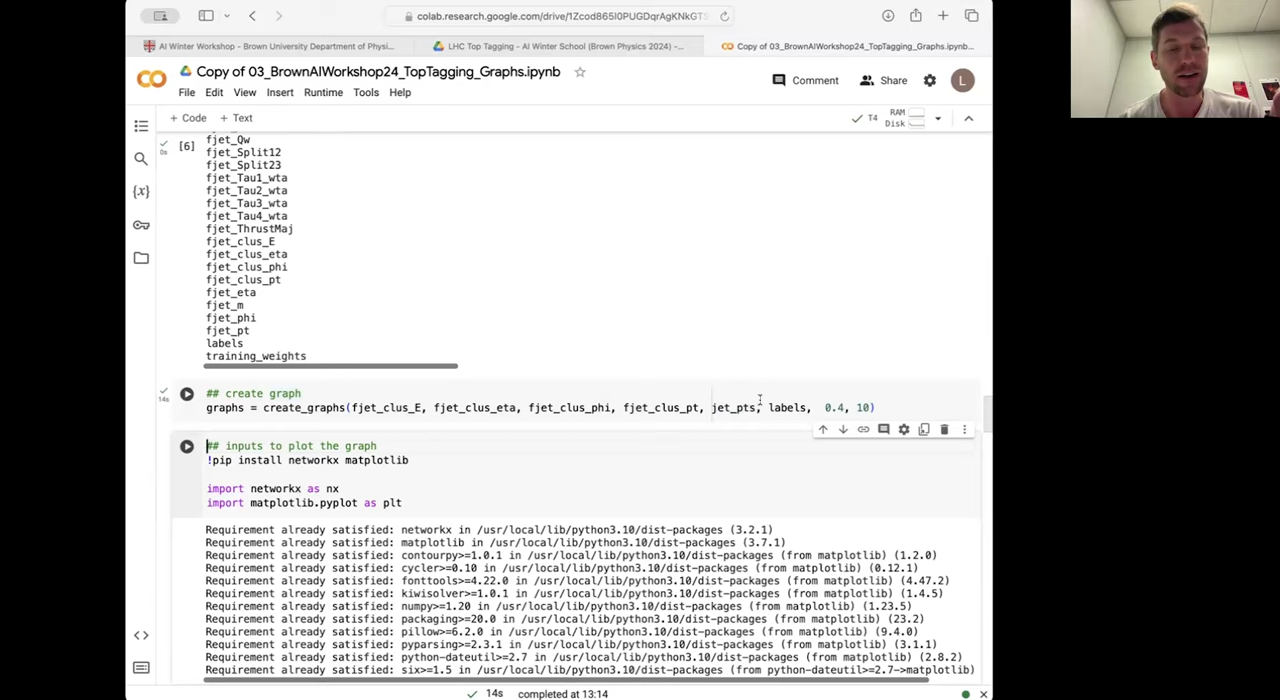 colab.research.google.com/drive/1Zcod865I0PUGDqrAgKNkGTS
AI Winter Workshop - Brown University Department of Physi...
LHC Top Tagging - AI Winter School (Brown Physics 2024) -...
Copy of 03_BrownAIWorkshop24_TopTagging_Graphs.ipynb...
Copy of 03_BrownAIWorkshop24_TopTagging_Graphs.ipynb
Comment
Share
L
File Edit View Insert Runtime Tools Help
+ Code + Text
T4
RAM
Disk
[6]
0s
fjet_Qw
fjet_Split12
fjet_Split23
fjet_Tau1_wta
fjet_Tau2_wta
fjet_Tau3_wta
fjet_Tau4_wta
fjet_ThrustMaj
fjet_clus_E
fjet_clus_eta
fjet_clus_phi
fjet_clus_pt
fjet_eta
fjet_m
fjet_phi
fjet_pt
labels
training_weights
14s
## create graph
graphs = create_graphs(fjet_clus_E, fjet_clus_eta, fjet_clus_phi, fjet_clus_pt, jet_pts, labels, 0.4, 10)
## inputs to plot the graph
!pip install networkx matplotlib
import networkx as nx
import matplotlib.pyplot as plt
Requirement already satisfied: networkx in /usr/local/lib/python3.10/dist-packages (3.2.1)
Requirement already satisfied: matplotlib in /usr/local/lib/python3.10/dist-packages (3.7.1)
Requirement already satisfied: contourpy>=1.0.1 in /usr/local/lib/python3.10/dist-packages (from matplotlib) (1.2.0)
Requirement already satisfied: cycler>=0.10 in /usr/local/lib/python3.10/dist-packages (from matplotlib) (0.12.1)
Requirement already satisfied: fonttools>=4.22.0 in /usr/local/lib/python3.10/dist-packages (from matplotlib) (4.47.2)
Requirement already satisfied: kiwisolver>=1.0.1 in /usr/local/lib/python3.10/dist-packages (from matplotlib) (1.4.5)
Requirement already satisfied: numpy>=1.20 in /usr/local/lib/python3.10/dist-packages (from matplotlib) (1.23.5)
Requirement already satisfied: packaging>=20.0 in /usr/local/lib/python3.10/dist-packages (from matplotlib) (23.2)
Requirement already satisfied: pillow>=6.2.0 in /usr/local/lib/python3.10/dist-packages (from matplotlib) (9.4.0)
Requirement already satisfied: pyparsing>=2.3.1 in /usr/local/lib/python3.10/dist-packages (from matplotlib) (3.1.1)
Requirement already satisfied: python-dateutil>=2.7 in /usr/local/lib/python3.10/dist-packages (from matplotlib) (2.8.2)
Requirement already satisfied: six>=1.5 in /usr/local/lib/python3.10/dist-packages (from python-dateutil>=2.7->matplotlib)
14s completed at 13:14